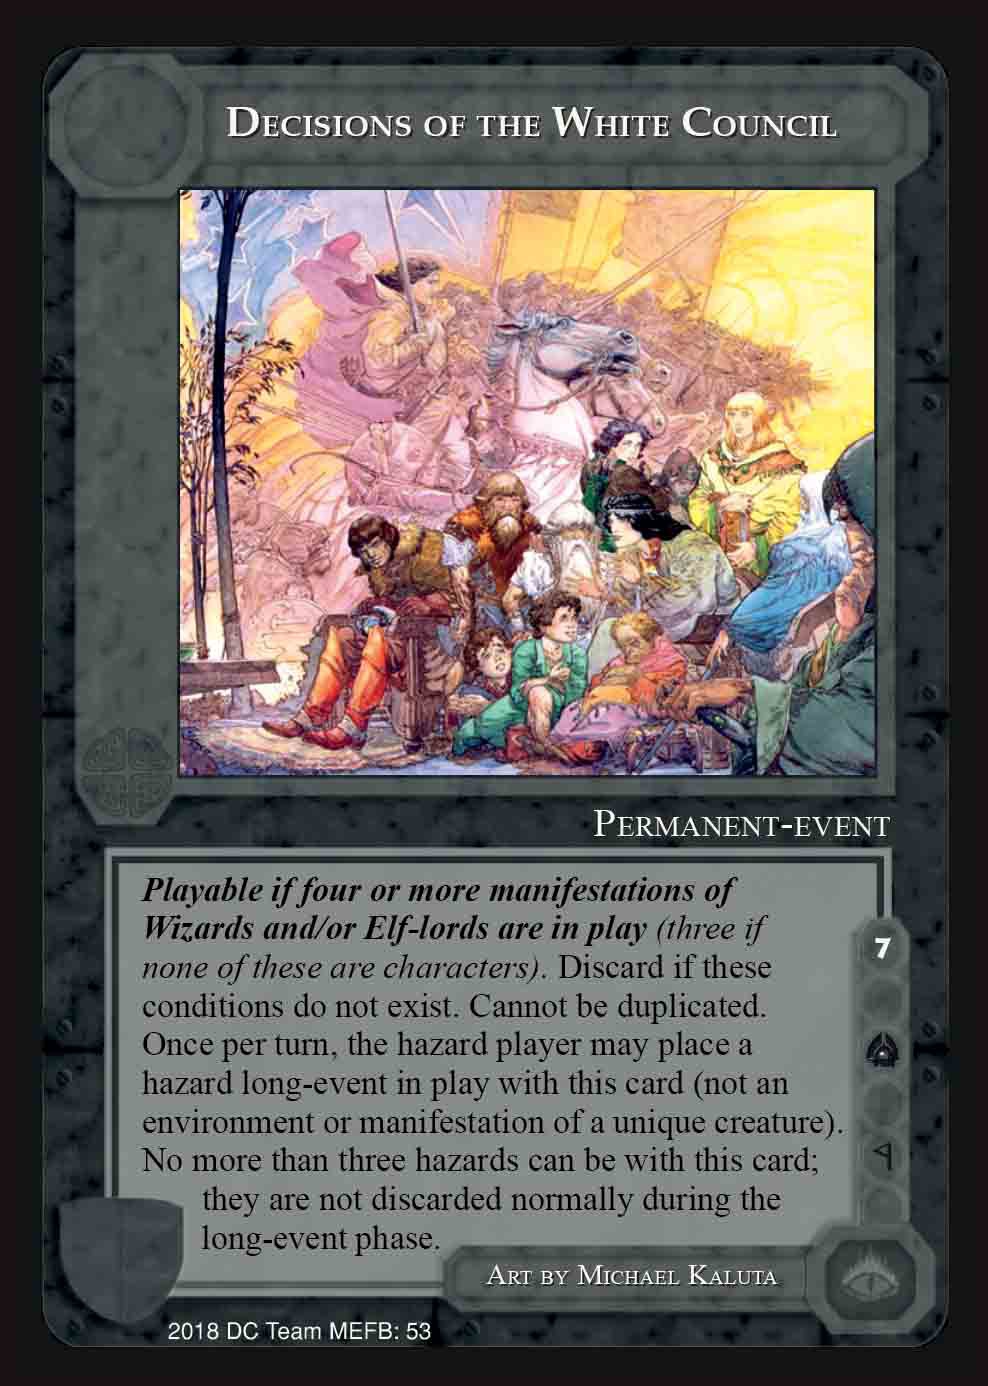 Decisions of the White Council
Permanent-event
Playable if four or more manifestations of
Wizards and/or Elf-lords are in play (three if
none of these are characters). Discard if these
conditions do not exist. Cannot be duplicated.
Once per turn, the hazard player may place a
hazard long-event in play with this card (not an
environment or manifestation of a unique creature).
No more than three hazards can be with this card;
they are not discarded normally during the
long-event phase.
7
Art by Michael Kaluta
2018 DC Team MEFB: 53